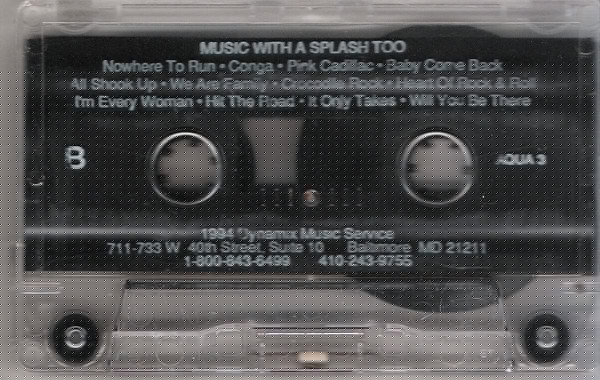 MUSIC WITH A SPLASH TOO
Nowhere To Run • Conga • Pink Cadillac • Baby Come Back
All Shook Up • We Are Family • Crocodile Rock • Heart Of Rock & Roll
I'm Every Woman • Hit The Road • It Only Takes • Will You Be There
B
AQUA 3
1994 Dynamix Music Service
711-733 W 40th Street, Suite 10 Baltimore MD 21211
1-800-843-6499 410-243-9755